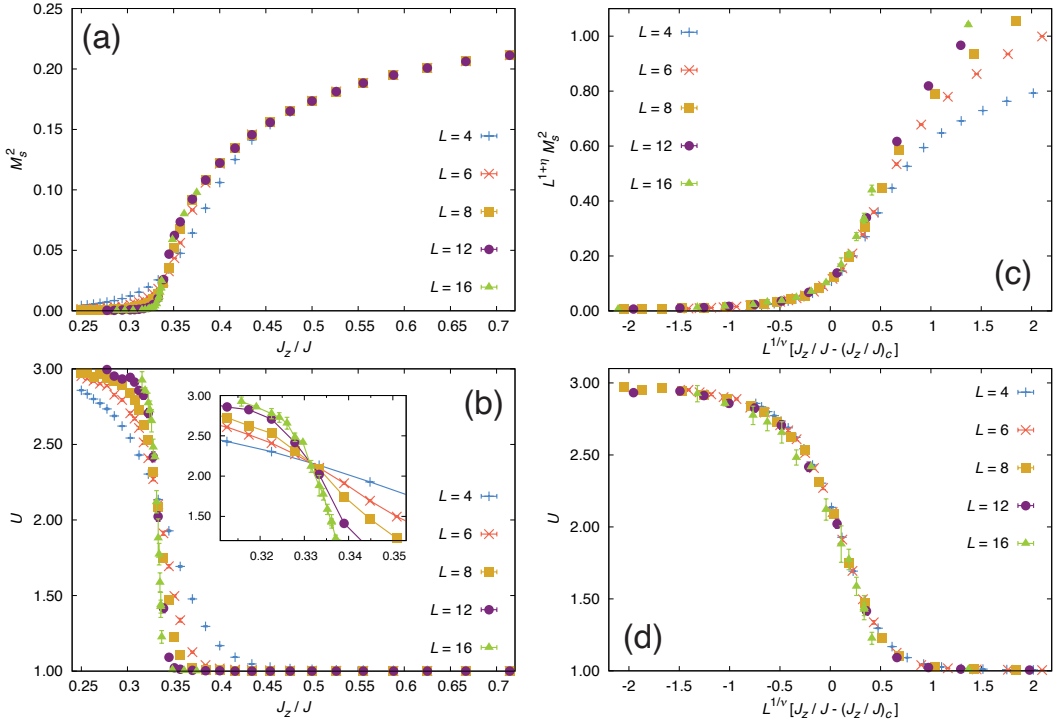 (a)
M_s^2
0.20
0.15
0.10
0.05
0.00
0.25 0.3 0.35 0.4 0.45 0.5 0.55 0.6 0.65 0.7
J_z / J
L = 4
L = 6
L = 8
L = 12
L = 16
(c)
L^{1+η} M_s^2
1.00
0.80
0.60
0.40
0.20
0.00
-2 -1.5 -1 -0.5 0 0.5 1 1.5 2
L^{1/ν} [J_z / J - (J_z / J)_c]
L = 4
L = 6
L = 8
L = 12
L = 16
(b)
U
3.00
2.50
2.00
1.50
1.00
0.25 0.3 0.35 0.4 0.45 0.5 0.55 0.6 0.65 0.7
J_z / J
3.00
2.50
2.00
1.50
0.32 0.33 0.34 0.35
L = 4
L = 6
L = 8
L = 12
L = 16
(d)
U
3.00
2.50
2.00
1.50
1.00
-2 -1.5 -1 -0.5 0 0.5 1 1.5 2
L^{1/ν} [J_z / J - (J_z / J)_c]
L = 4
L = 6
L = 8
L = 12
L = 16